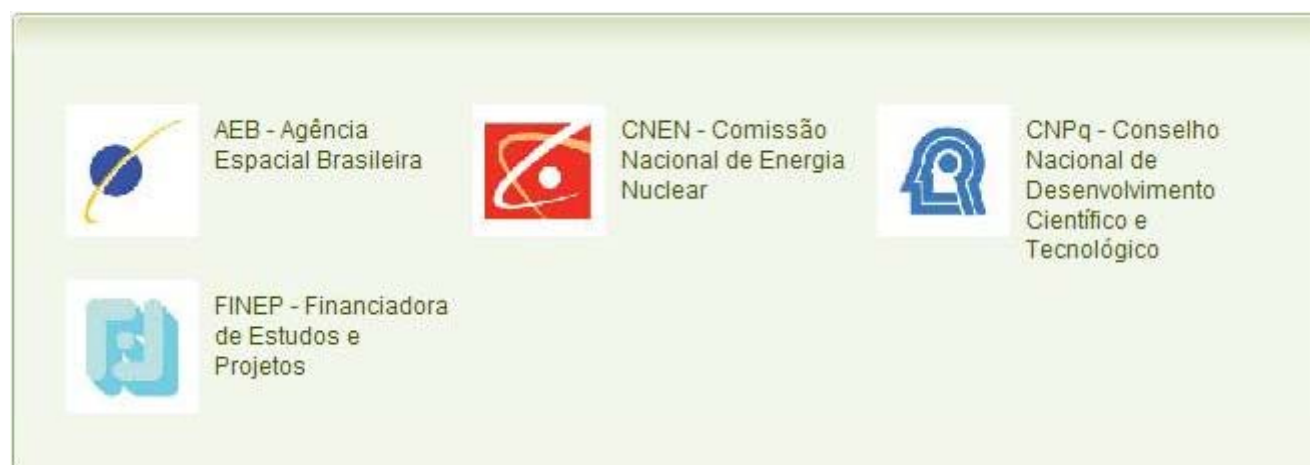 AEB - Agência
Espacial Brasileira
CNEN - Comissão
Nacional de Energia
Nuclear
CNPq - Conselho
Nacional de
Desenvolvimento
Científico e
Tecnológico
FINEP - Financiadora
de Estudos e
Projetos